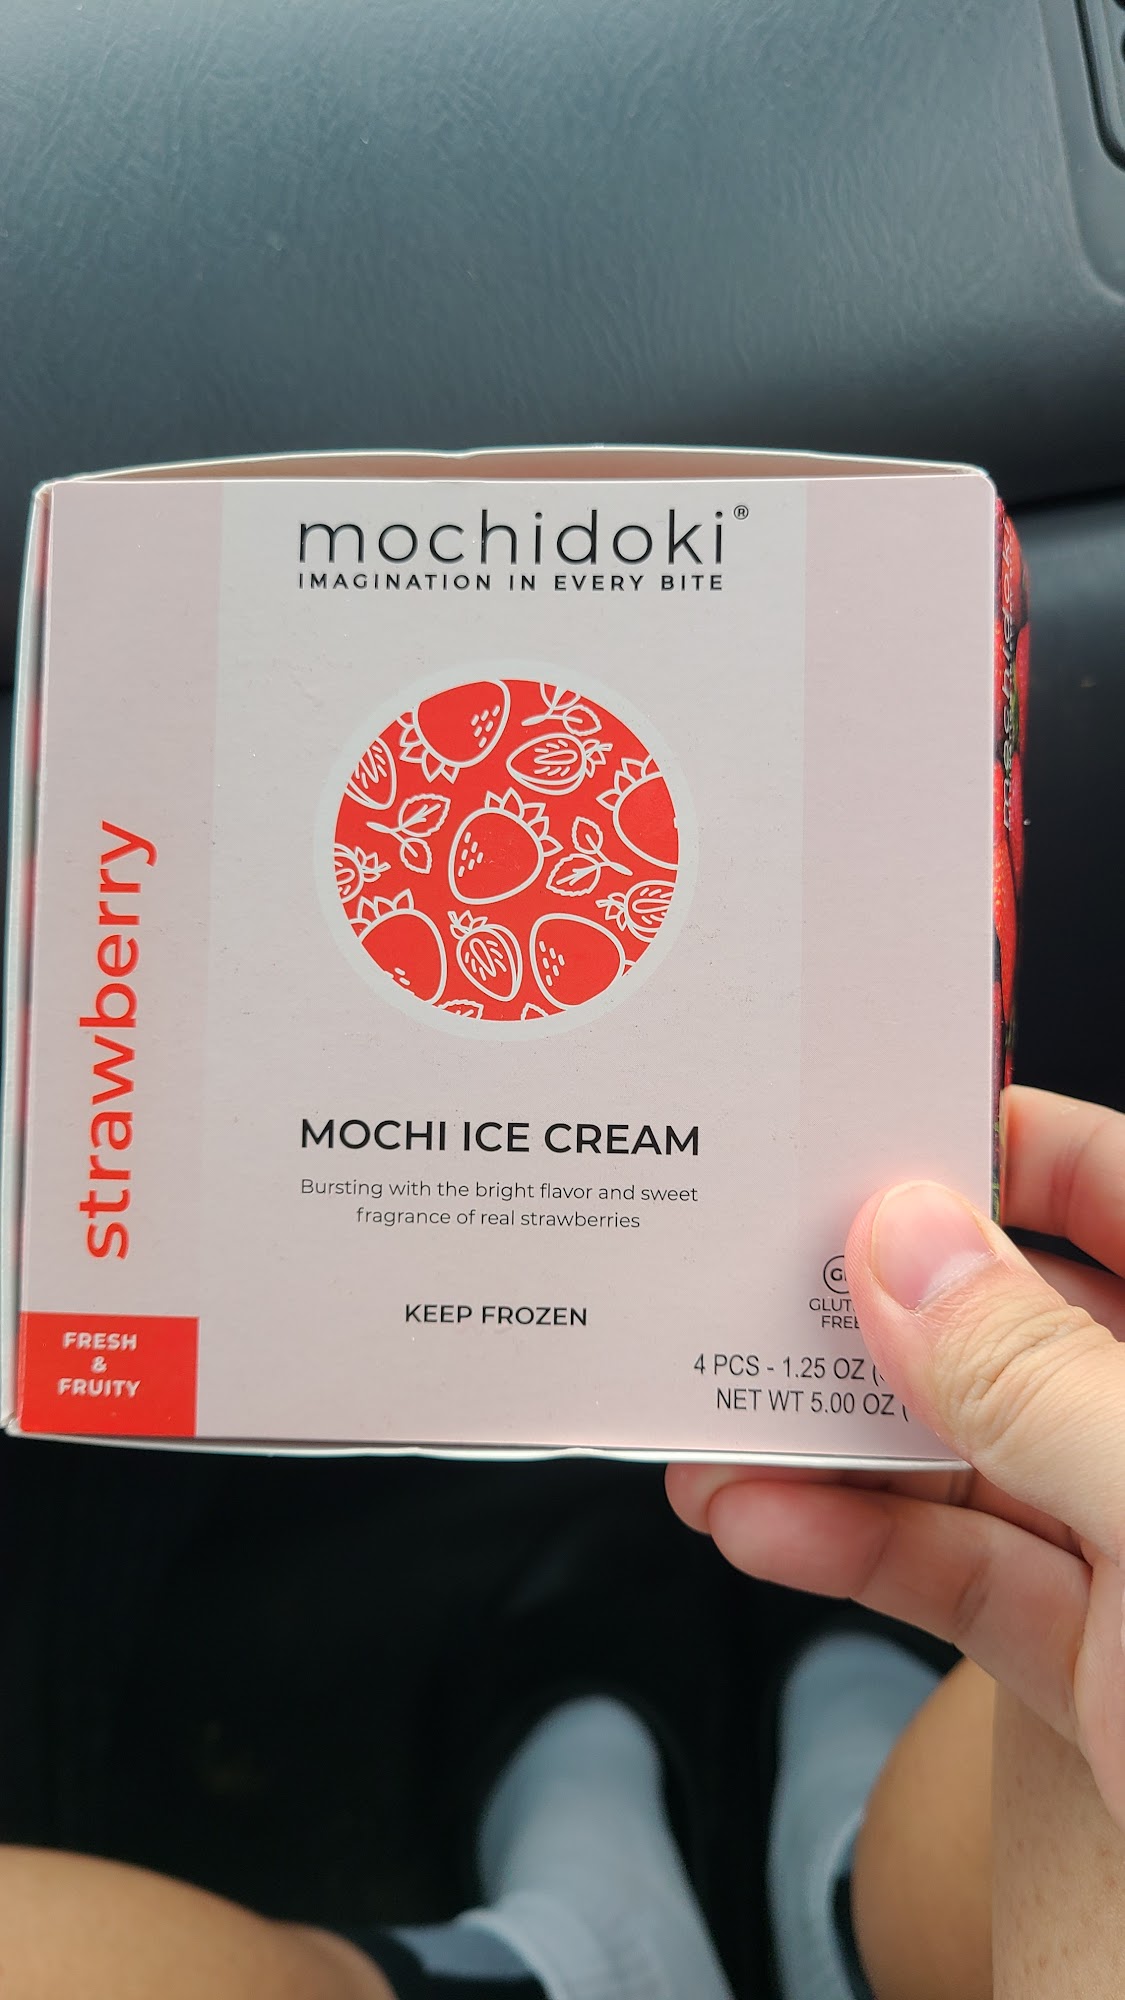 mochidoki®
IMAGINATION IN EVERY BITE
strawberry
MOCHI ICE CREAM
Bursting with the bright flavor and sweet
fragrance of real strawberries
KEEP FROZEN
FRESH
&
FRUITY
4 PCS - 1.25 OZ (
NET WT 5.00 OZ (